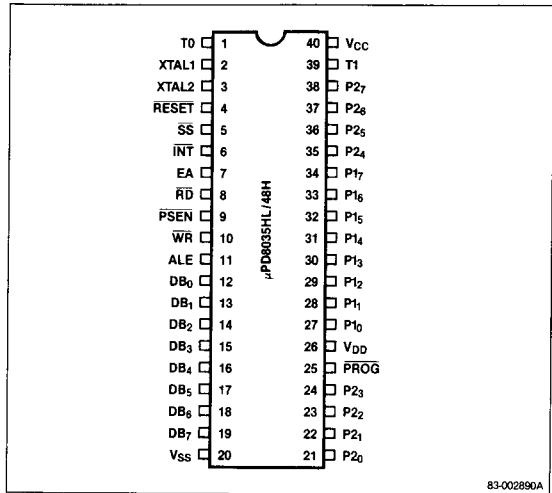 T0 1 40 VCC
XTAL1 2 39 T1
XTAL2 3 38 P27
RESET 4 37 P26
SS 5 36 P25
INT 6 35 P24
EA 7 34 P17
RD 8 33 P16
PSEN 9 32 P15
WR 10 31 P14
ALE 11 30 P13
DB0 12 29 P12
DB1 13 28 P11
DB2 14 27 P10
DB3 15 26 VDD
DB4 16 25 PROG
DB5 17 24 P23
DB6 18 23 P22
DB7 19 22 P21
VSS 20 21 P20
μPD8035HL/48H
83-002890A